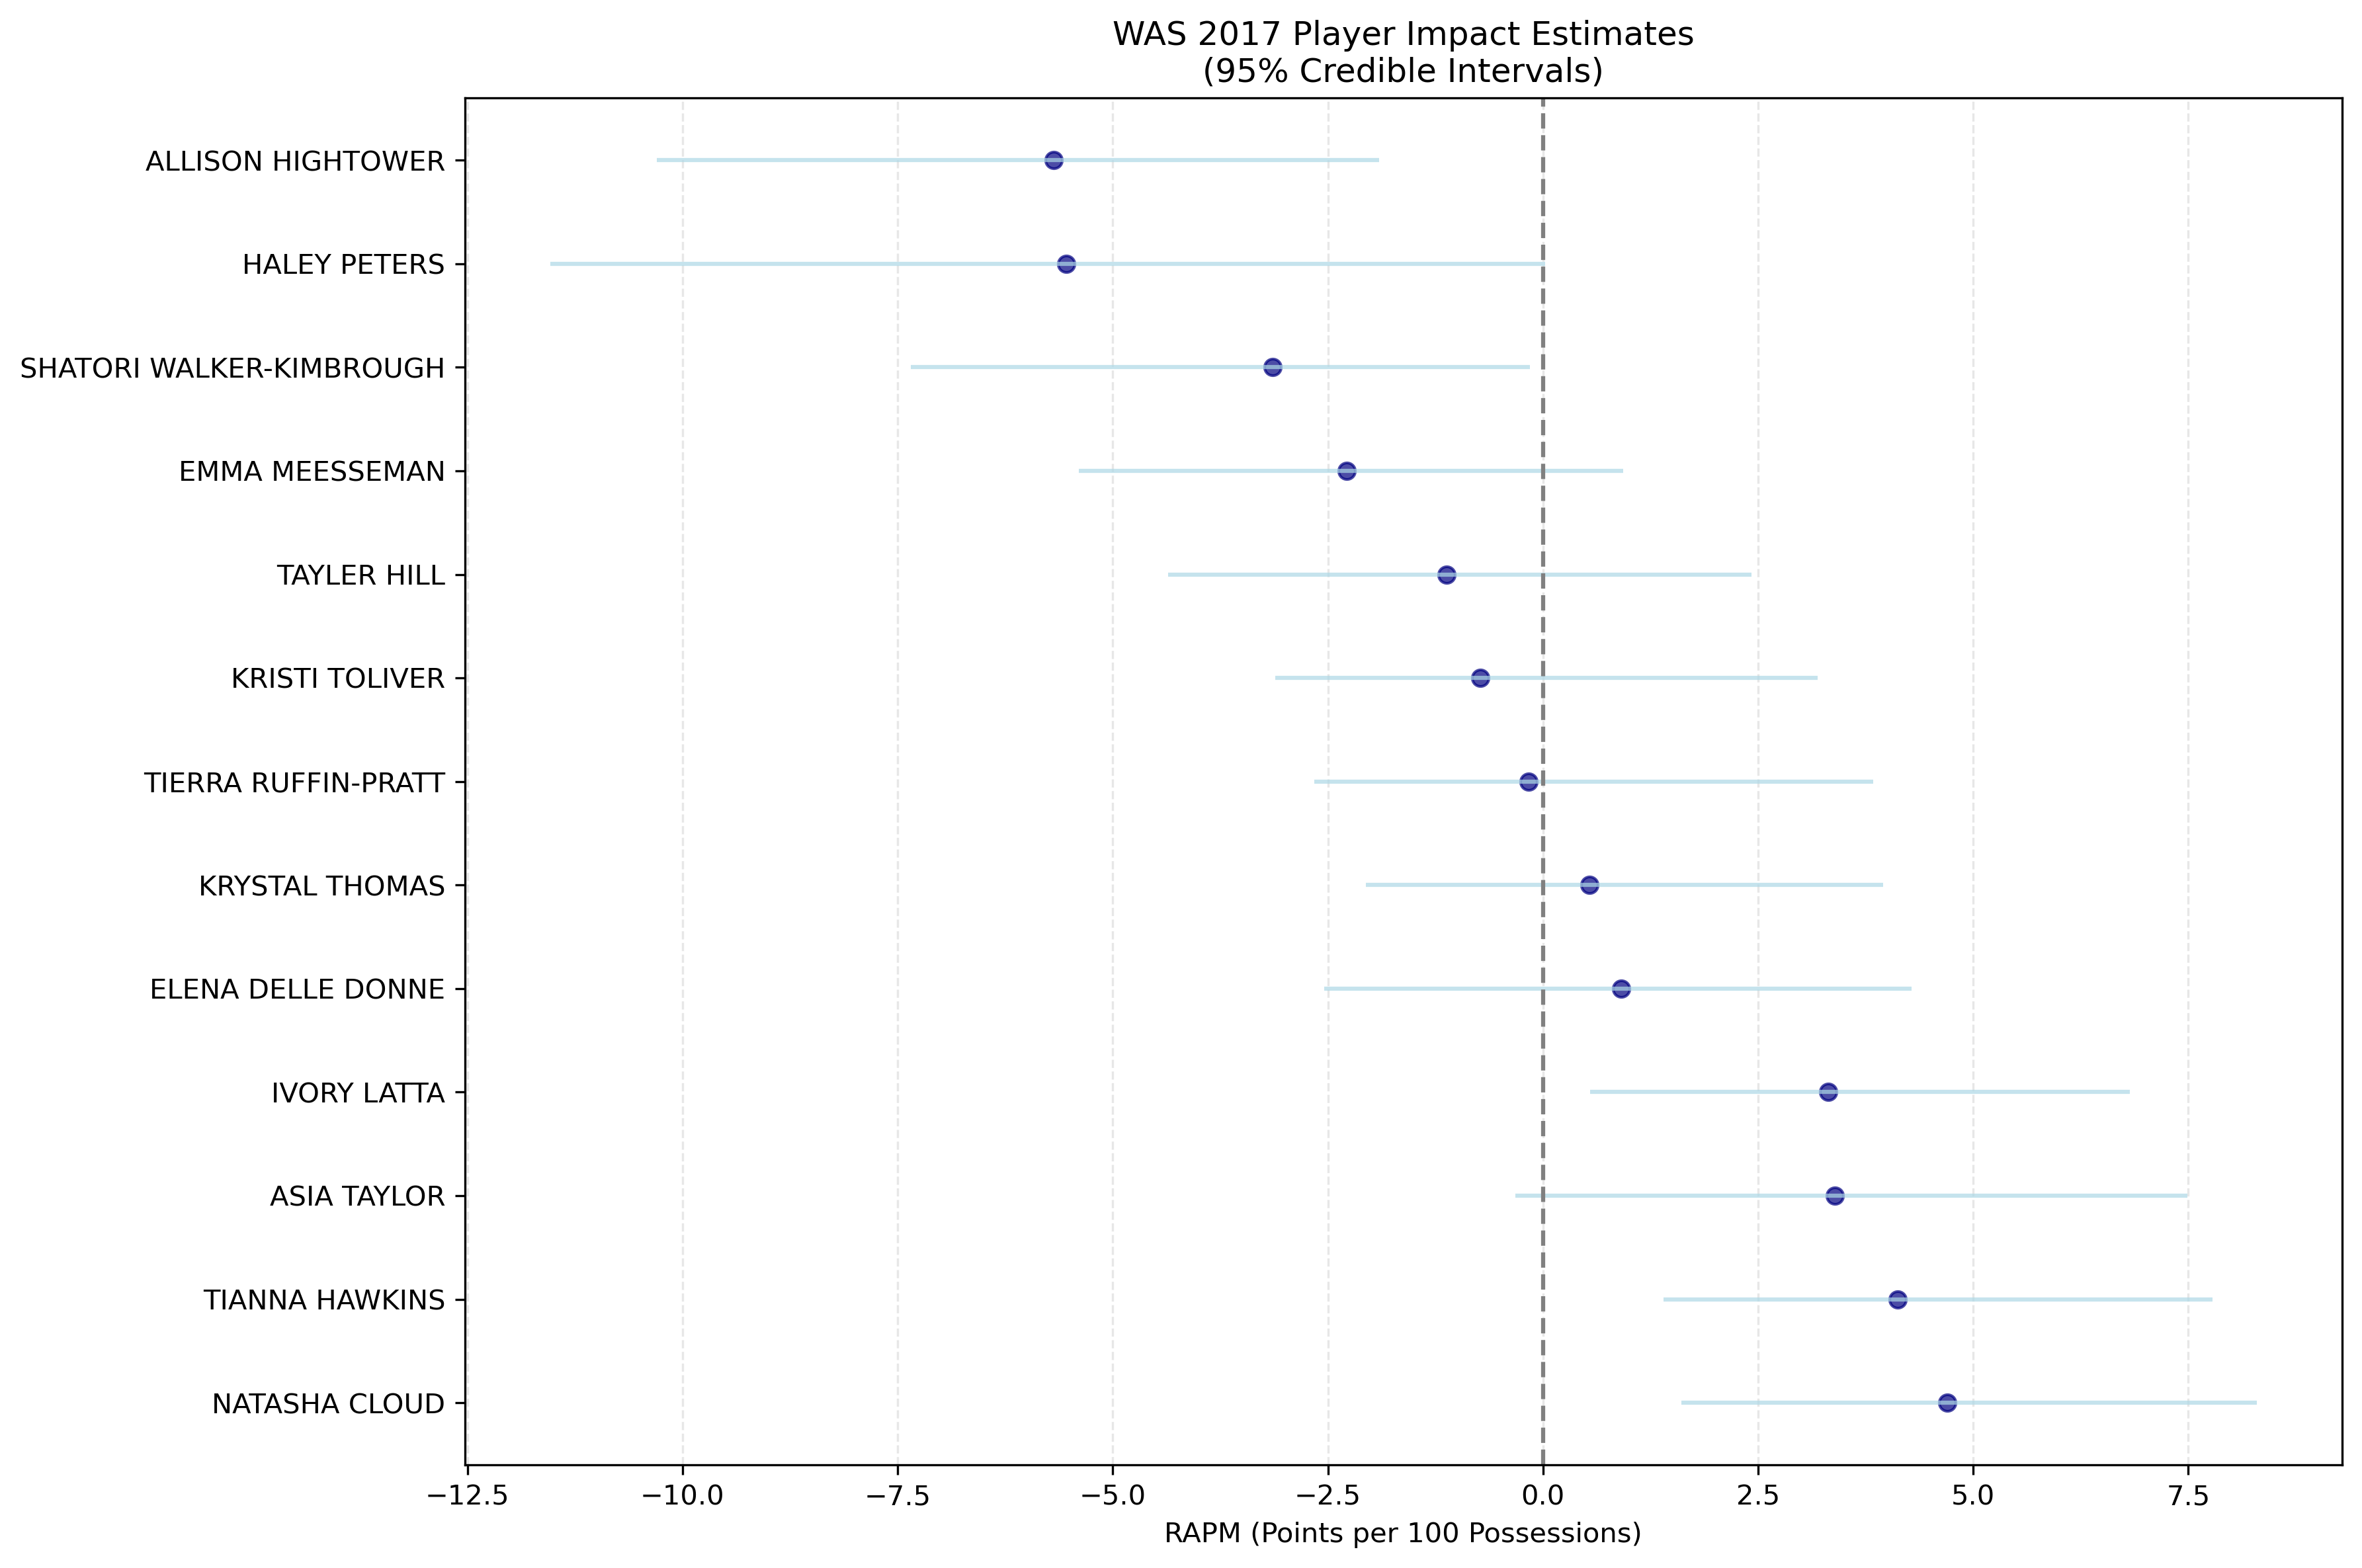 WAS 2017 Player Impact Estimates
(95% Credible Intervals)
ALLISON HIGHTOWER
HALEY PETERS
SHATORI WALKER-KIMBROUGH
EMMA MEESSEMAN
TAYLER HILL
KRISTI TOLIVER
TIERRA RUFFIN-PRATT
KRYSTAL THOMAS
ELENA DELLE DONNE
IVORY LATTA
ASIA TAYLOR
TIANNA HAWKINS
NATASHA CLOUD
−12.5 −10.0 −7.5 −5.0 −2.5 0.0 2.5 5.0 7.5
RAPM (Points per 100 Possessions)